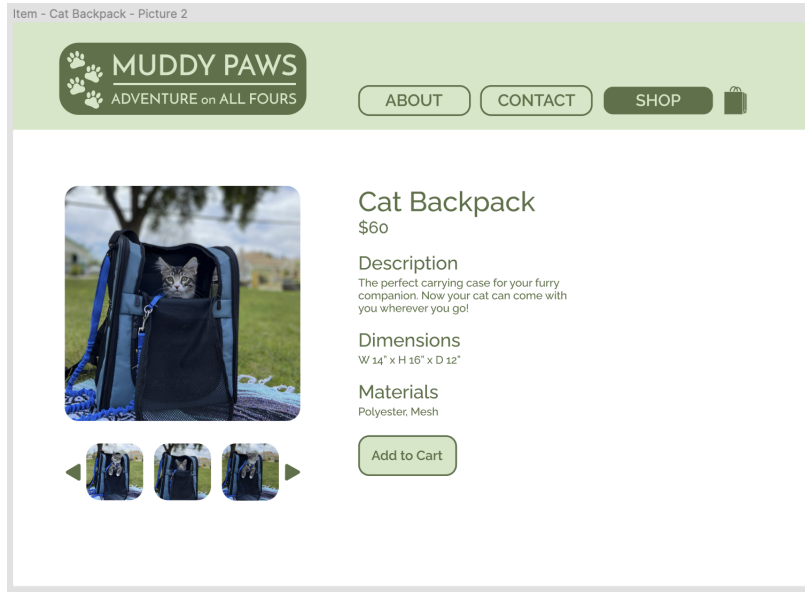 Item - Cat Backpack - Picture 2
MUDDY PAWS
ADVENTURE on ALL FOURS
ABOUT
CONTACT
SHOP
Cat Backpack
$60
Description
The perfect carrying case for your furry
companion. Now your cat can come with
you wherever you go!
Dimensions
W 14" x H 16" x D 12"
Materials
Polyester, Mesh
Add to Cart